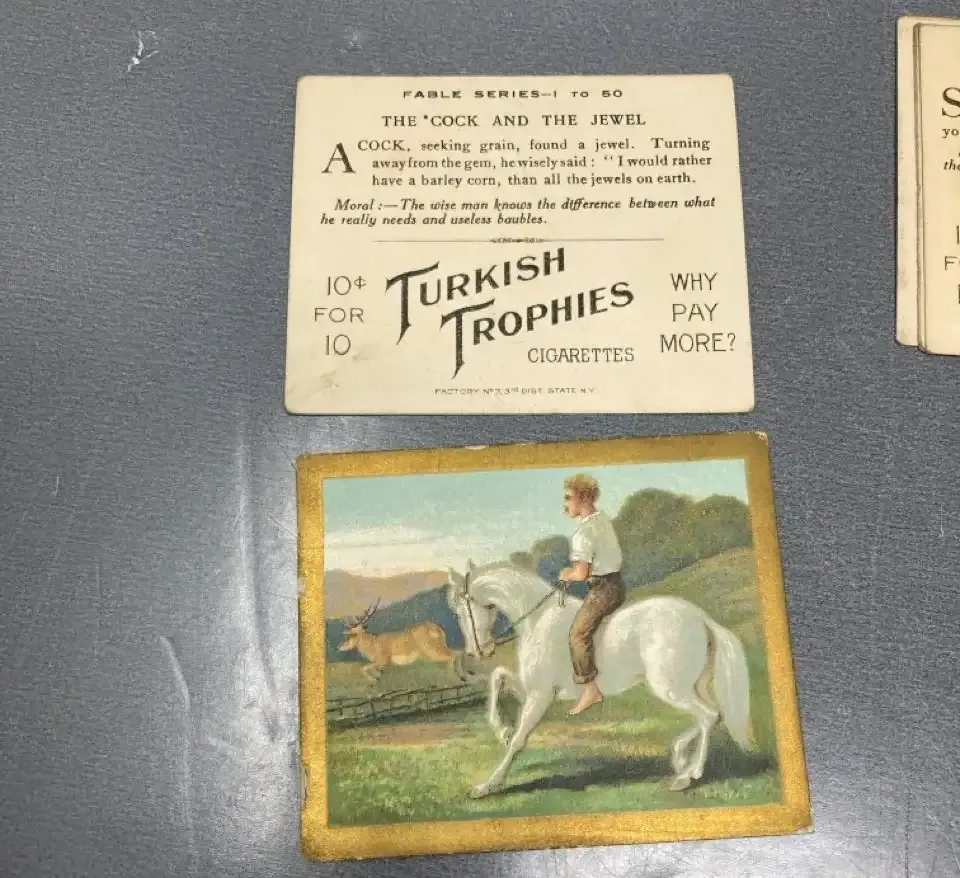 FABLE SERIES—1 TO 50
THE 'COCK AND THE JEWEL
A COCK, seeking grain, found a jewel. Turning
away from the gem, he wisely said: "I would rather
have a barley corn, than all the jewels on earth.
Moral:—The wise man knows the difference between what
he really needs and useless baubles.
10¢
FOR
10
TURKISH
TROPHIES
CIGARETTES
WHY
PAY
MORE?
FACTORY Nº 7, 3RD DIST. STATE N.Y.
S
yo
the